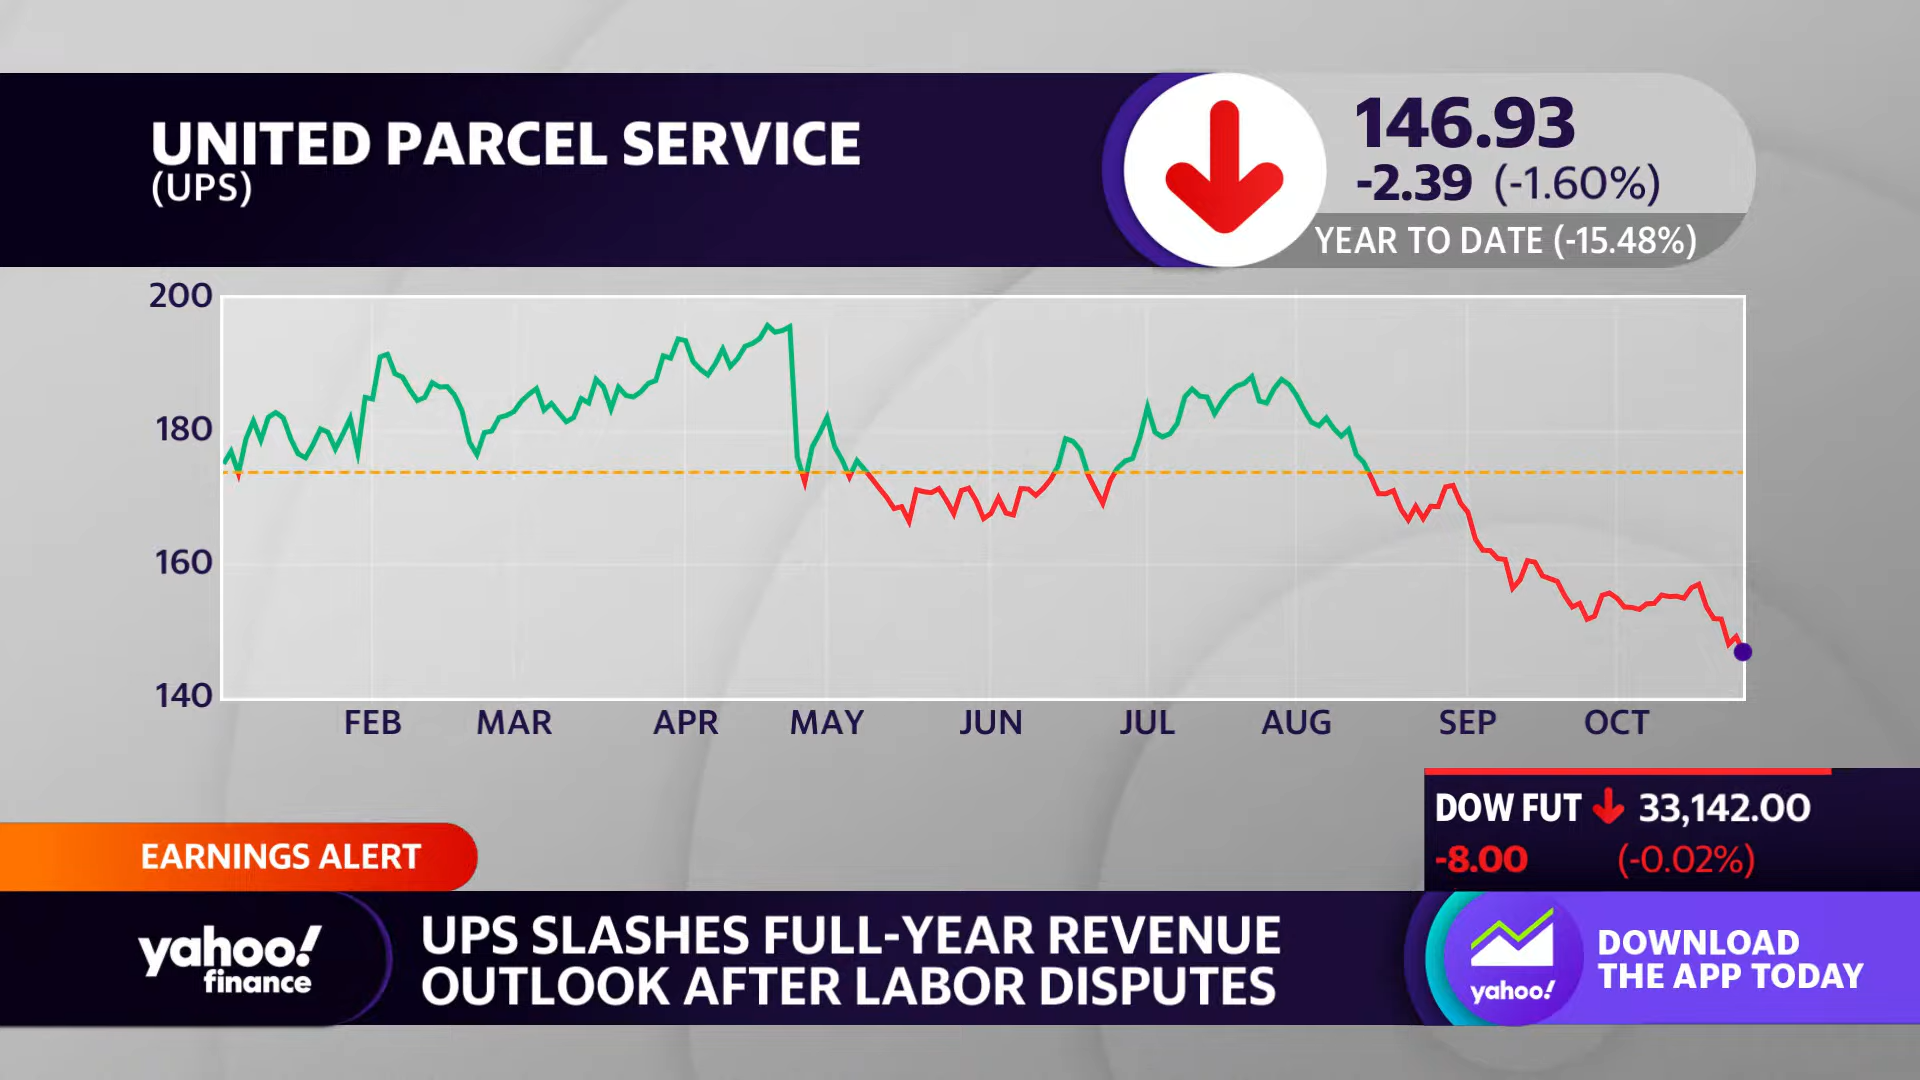 UNITED PARCEL SERVICE
(UPS)
146.93
-2.39 (-1.60%)
YEAR TO DATE (-15.48%)
200
180
160
140
FEB MAR APR MAY JUN JUL AUG SEP OCT
DOW FUT 33,142.00
-8.00 (-0.02%)
EARNINGS ALERT
yahoo!
finance
UPS SLASHES FULL-YEAR REVENUE
OUTLOOK AFTER LABOR DISPUTES
yahoo!
DOWNLOAD
THE APP TODAY